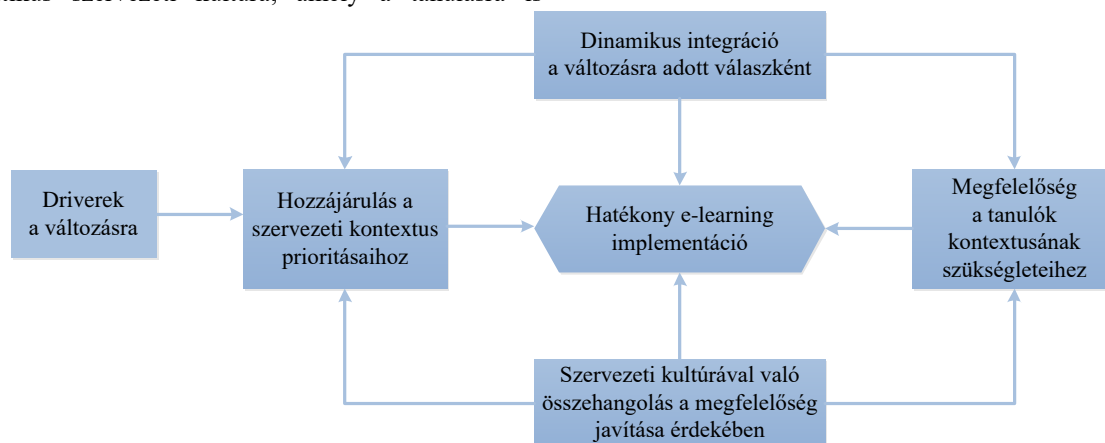 szervezeti
Dinamikus integráció
a változásra adott válaszként
Driverek
a változásra
Hozzájárulás a
szervezeti kontextus
prioritásaihoz
Hatékony e-learning
implementáció
Megfelelőség
a tanulók
kontextusának
szükségleteihez
Szervezeti kultúrával való
összehangolás a megfelelőség
javítása érdekében